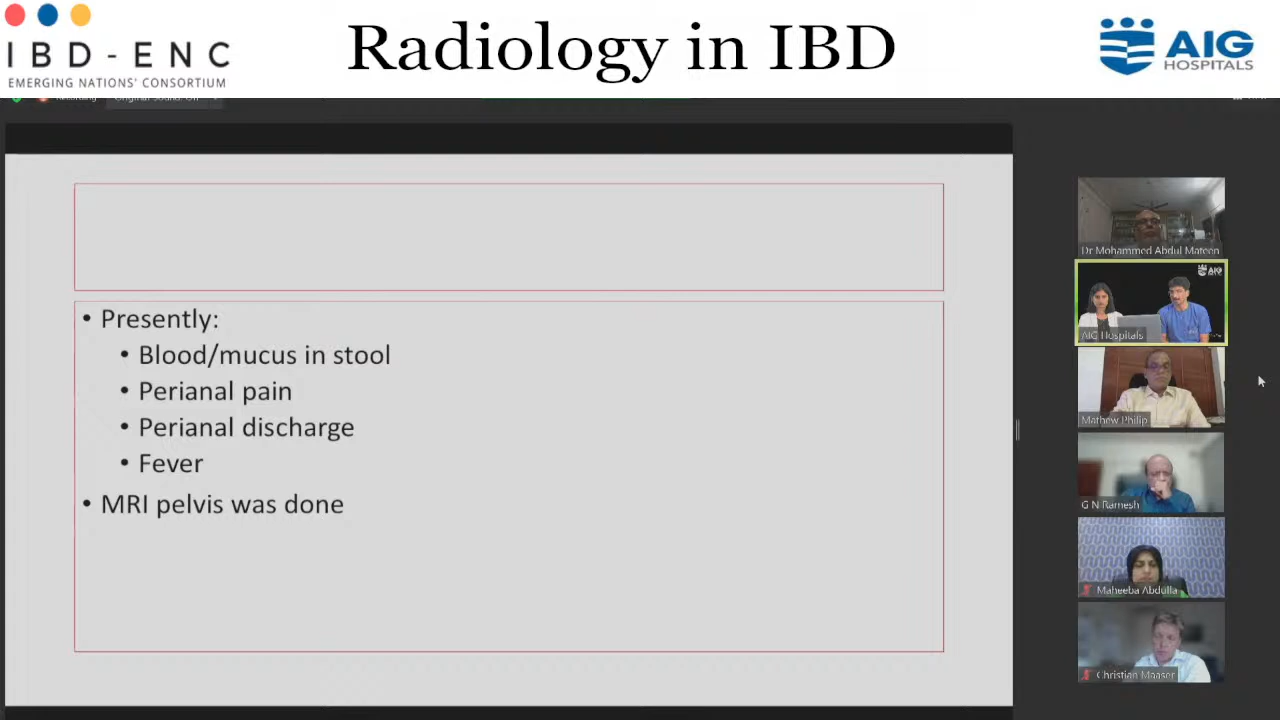 IBD-ENC
EMERGING NATIONS' CONSORTIUM
Radiology in IBD
AIG
HOSPITALS
• Presently:
• Blood/mucus in stool
• Perianal pain
• Perianal discharge
• Fever
• MRI pelvis was done
Dr Mohammed Abdul Mateen
AIG
AIG Hospitals
Mathew Philip
G N Ramesh
Maheeba Abdulla
Christian Maaser